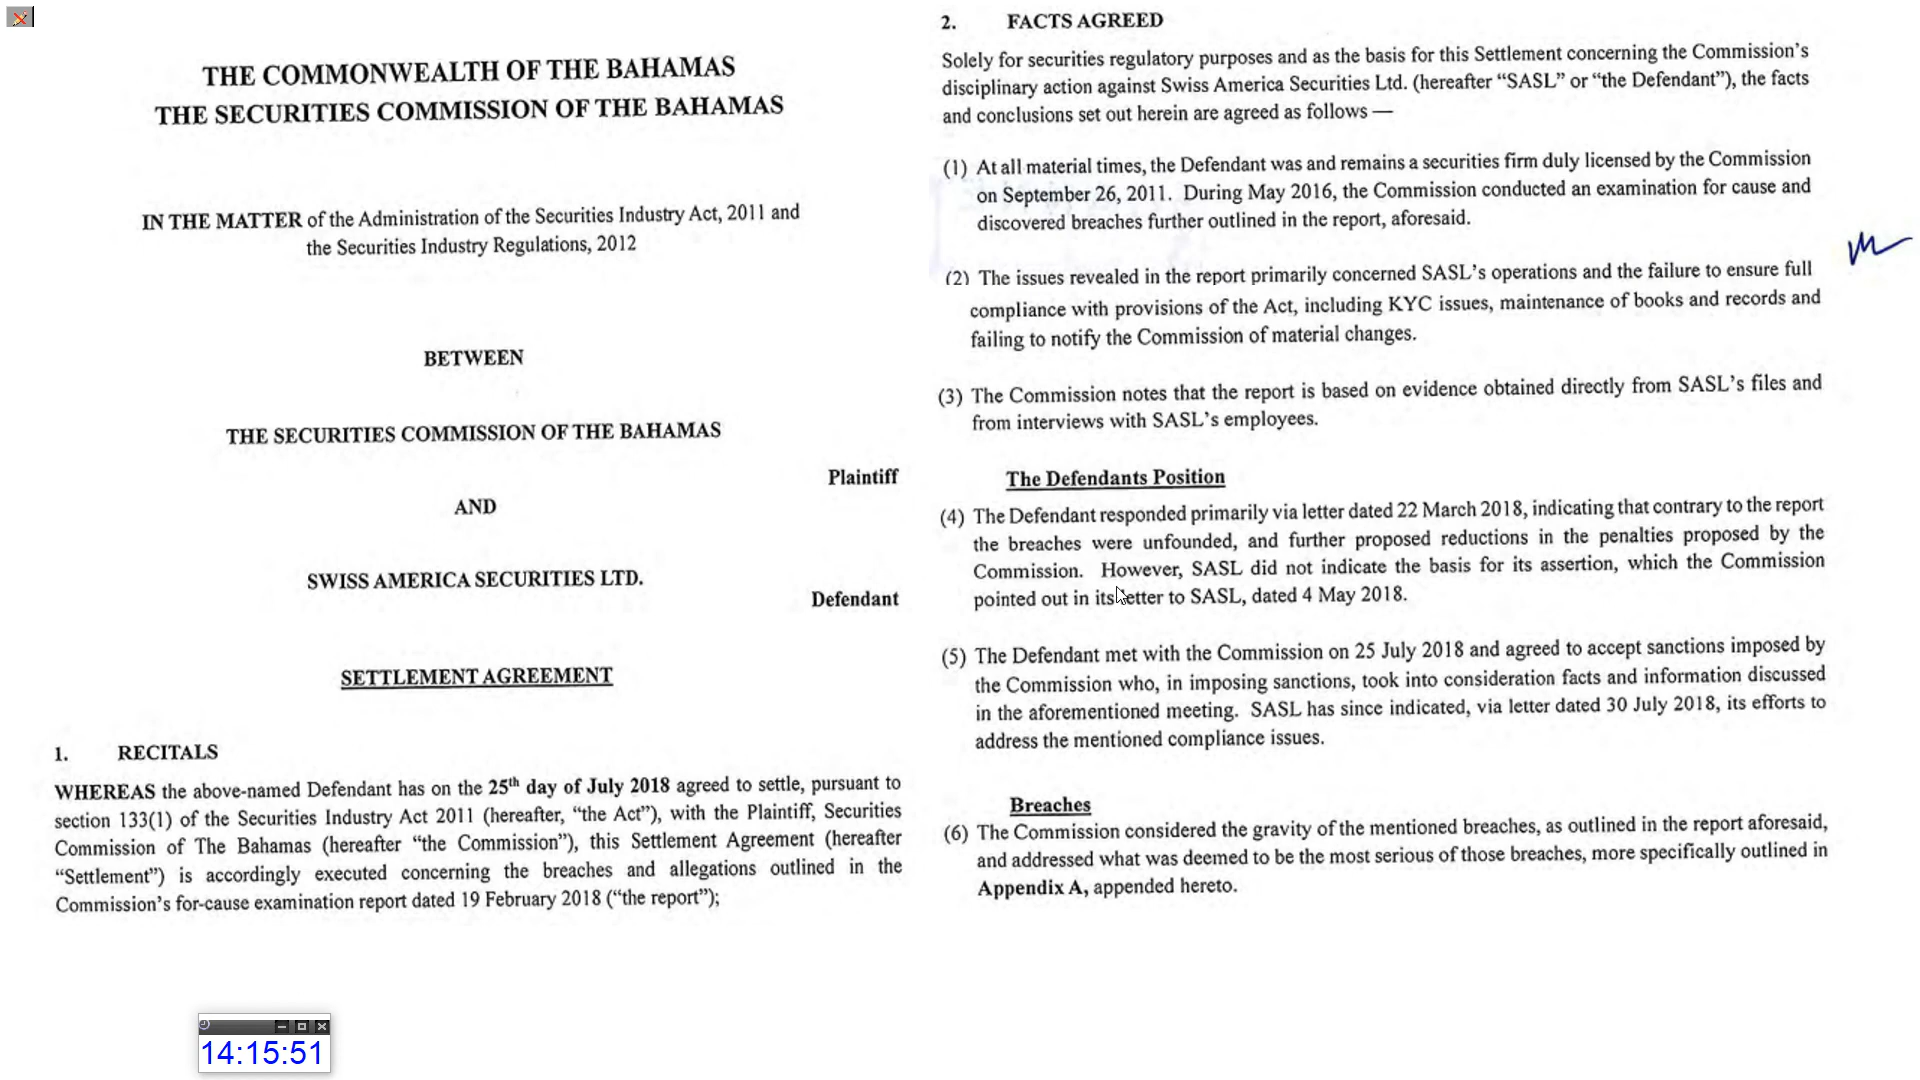 THE COMMONWEALTH OF THE BAHAMAS
THE SECURITIES COMMISSION OF THE BAHAMAS
IN THE MATTER of the Administration of the Securities Industry Act, 2011 and
the Securities Industry Regulations, 2012
BETWEEN
THE SECURITIES COMMISSION OF THE BAHAMAS
Plaintiff
AND
SWISS AMERICA SECURITIES LTD.
Defendant
SETTLEMENT AGREEMENT
1. RECITALS
WHEREAS the above-named Defendant has on the 25th day of July 2018 agreed to settle, pursuant to
section 133(1) of the Securities Industry Act 2011 (hereafter, “the Act”), with the Plaintiff, Securities
Commission of The Bahamas (hereafter “the Commission”), this Settlement Agreement (hereafter
“Settlement”) is accordingly executed concerning the breaches and allegations outlined in the
Commission’s for-cause examination report dated 19 February 2018 (“the report”);
2. FACTS AGREED
Solely for securities regulatory purposes and as the basis for this Settlement concerning the Commission’s
disciplinary action against Swiss America Securities Ltd. (hereafter “SASL” or “the Defendant”), the facts
and conclusions set out herein are agreed as follows —
(1) At all material times, the Defendant was and remains a securities firm duly licensed by the Commission
on September 26, 2011. During May 2016, the Commission conducted an examination for cause and
discovered breaches further outlined in the report, aforesaid.
(2) The issues revealed in the report primarily concerned SASL’s operations and the failure to ensure full
compliance with provisions of the Act, including KYC issues, maintenance of books and records and
failing to notify the Commission of material changes.
(3) The Commission notes that the report is based on evidence obtained directly from SASL’s files and
from interviews with SASL’s employees.
The Defendants Position
(4) The Defendant responded primarily via letter dated 22 March 2018, indicating that contrary to the report
the breaches were unfounded, and further proposed reductions in the penalties proposed by the
Commission. However, SASL did not indicate the basis for its assertion, which the Commission
pointed out in its letter to SASL, dated 4 May 2018.
(5) The Defendant met with the Commission on 25 July 2018 and agreed to accept sanctions imposed by
the Commission who, in imposing sanctions, took into consideration facts and information discussed
in the aforementioned meeting. SASL has since indicated, via letter dated 30 July 2018, its efforts to
address the mentioned compliance issues.
Breaches
(6) The Commission considered the gravity of the mentioned breaches, as outlined in the report aforesaid,
and addressed what was deemed to be the most serious of those breaches, more specifically outlined in
Appendix A, appended hereto.
14:15:51